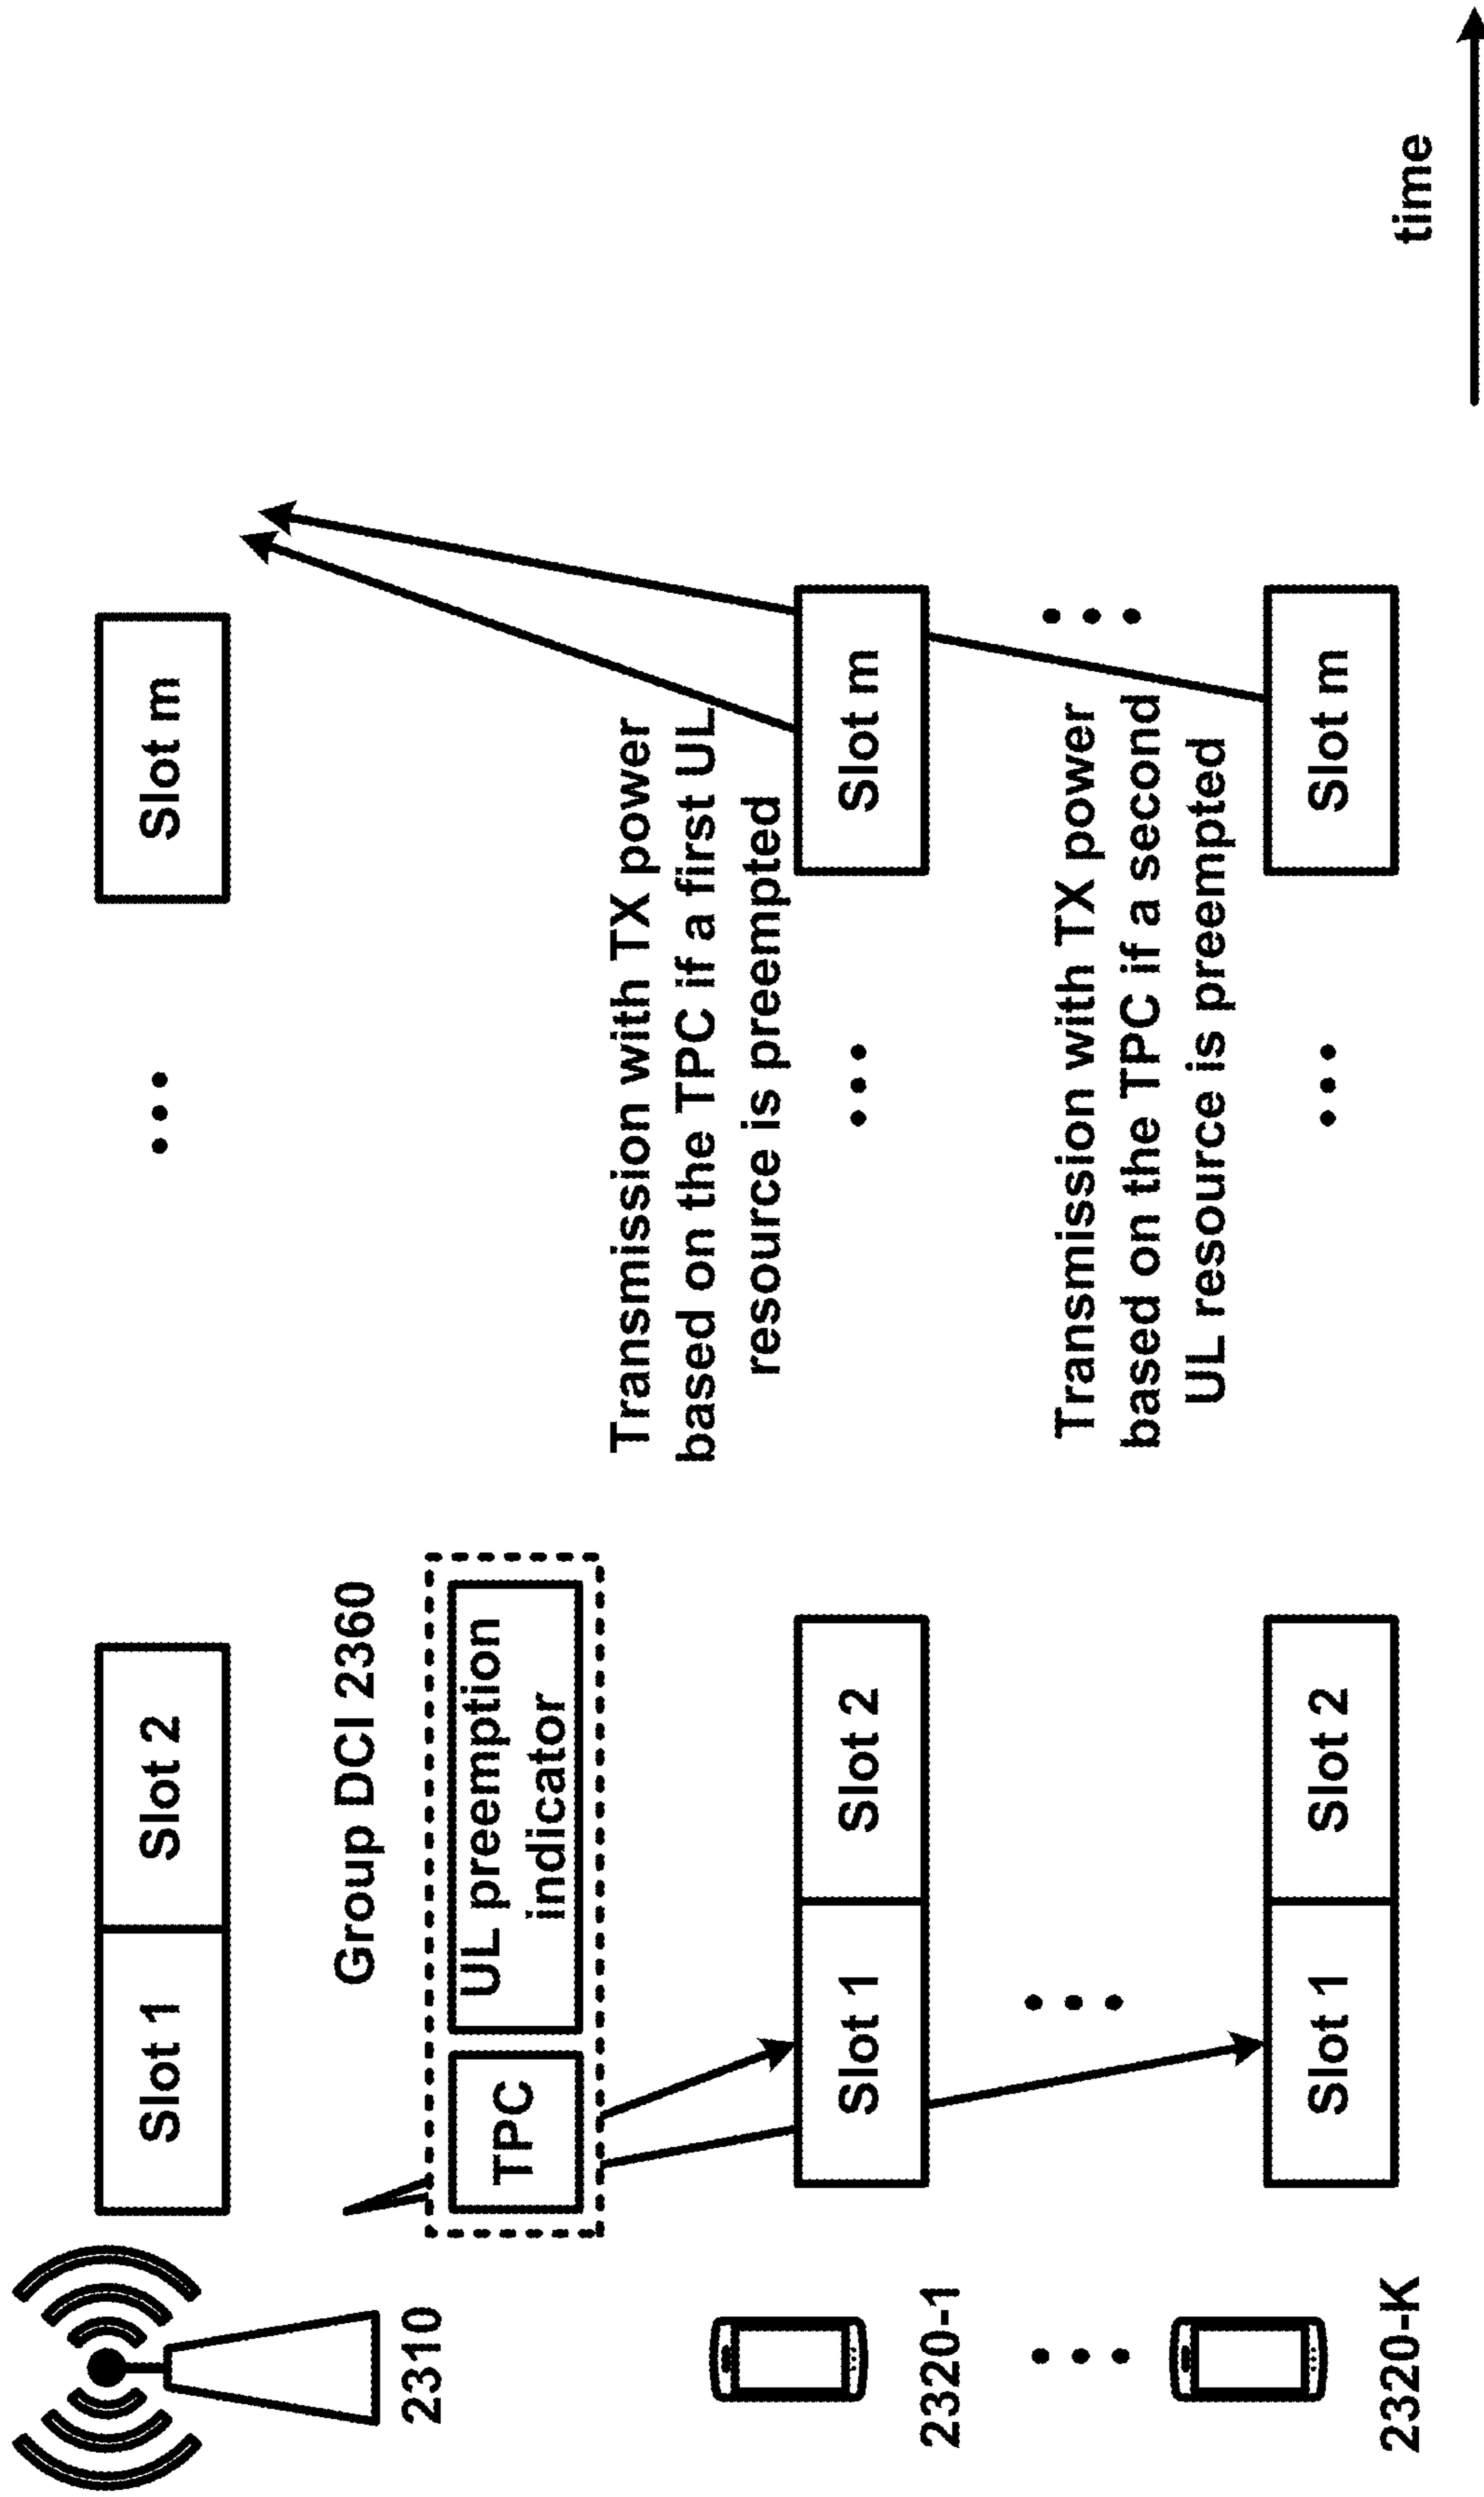 2310
Slot 1
Slot 2
Slot m
Group DCI 2360
TPC
UL preemption
indicator
Transmission with TX power
based on the TPC if a first UL
resource is preempted
2320-1
Slot 1
Slot 2
Slot m
Transmission with TX power
based on the TPC if a second
UL resource is preempted
2320-K
Slot 1
Slot 2
Slot m
time